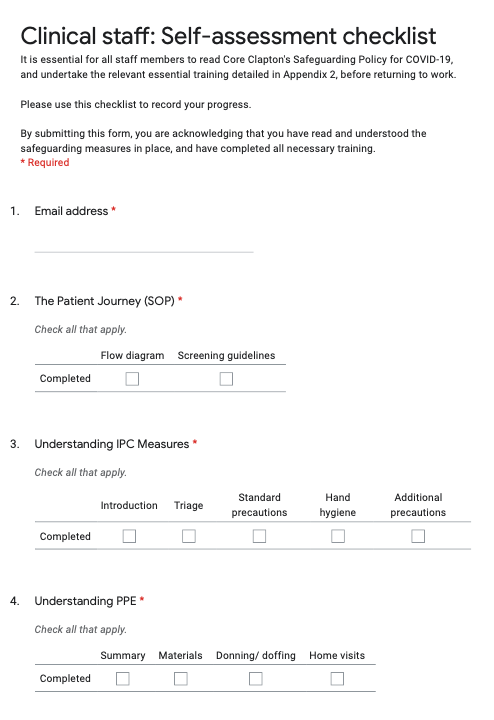 Clinical staff: Self-assessment checklist
It is essential for all staff members to read Core Clapton's Safeguarding Policy for COVID-19,
and undertake the relevant essential training detailed in Appendix 2, before returning to work.
Please use this checklist to record your progress.
By submitting this form, you are acknowledging that you have read and understood the
safeguarding measures in place, and have completed all necessary training.
* Required
1. Email address *
2. The Patient Journey (SOP) *
Check all that apply.
Flow diagram Screening guidelines
Completed
3. Understanding IPC Measures *
Check all that apply.
Introduction Triage Standard precautions Hand hygiene Additional precautions
Completed
4. Understanding PPE *
Check all that apply.
Summary Materials Donning/ doffing Home visits
Completed